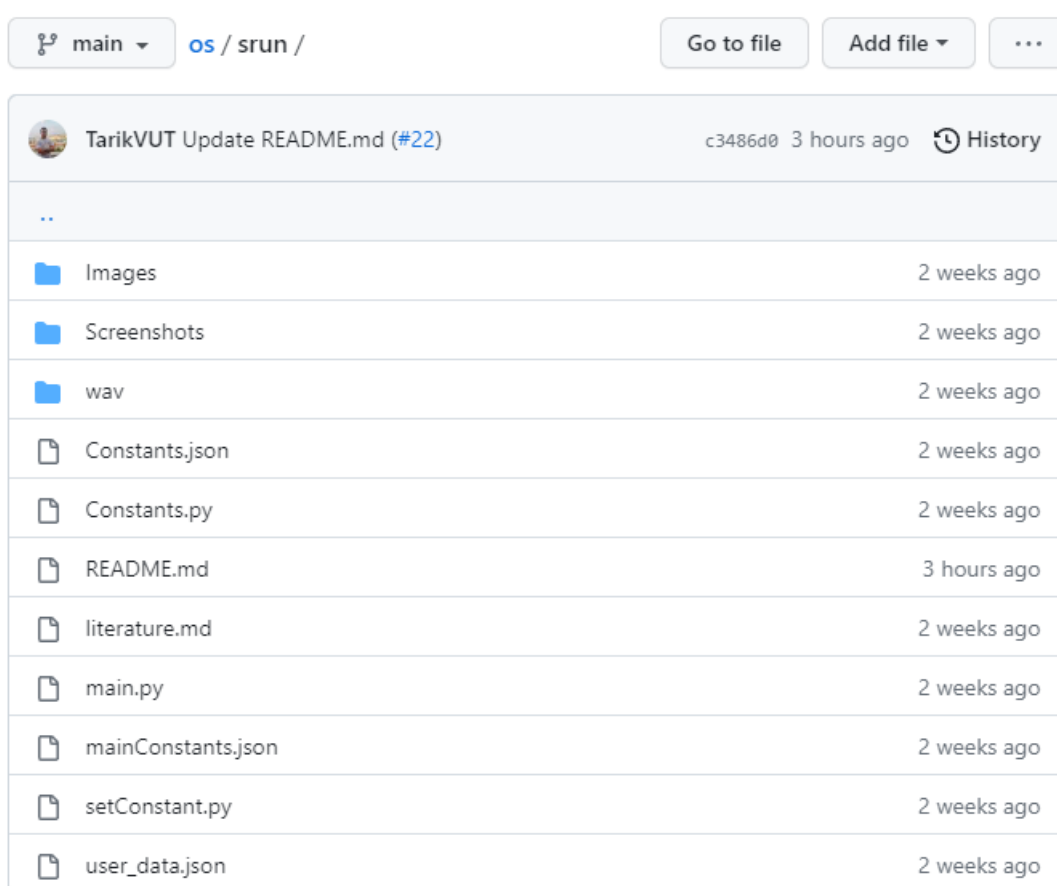 main os / srun / Go to file Add file ...
TarikVUT Update README.md (#22) c3486d0 3 hours ago History
..
Images 2 weeks ago
Screenshots 2 weeks ago
wav 2 weeks ago
Constants.json 2 weeks ago
Constants.py 2 weeks ago
README.md 3 hours ago
literature.md 2 weeks ago
main.py 2 weeks ago
mainConstants.json 2 weeks ago
setConstant.py 2 weeks ago
user_data.json 2 weeks ago